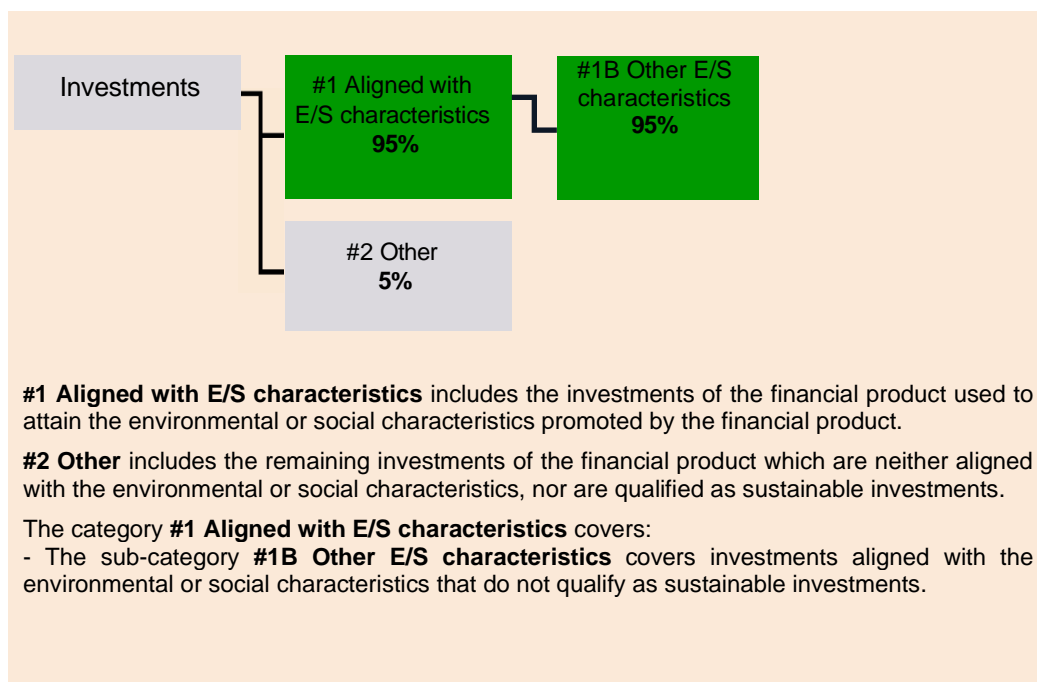 Investments
#1 Aligned with
E/S characteristics
95%
#1B Other E/S
characteristics
95%
#2 Other
5%
#1 Aligned with E/S characteristics includes the investments of the financial product used to
attain the environmental or social characteristics promoted by the financial product.
#2 Other includes the remaining investments of the financial product which are neither aligned
with the environmental or social characteristics, nor are qualified as sustainable investments.
The category #1 Aligned with E/S characteristics covers:
- The sub-category #1B Other E/S characteristics covers investments aligned with the
environmental or social characteristics that do not qualify as sustainable investments.